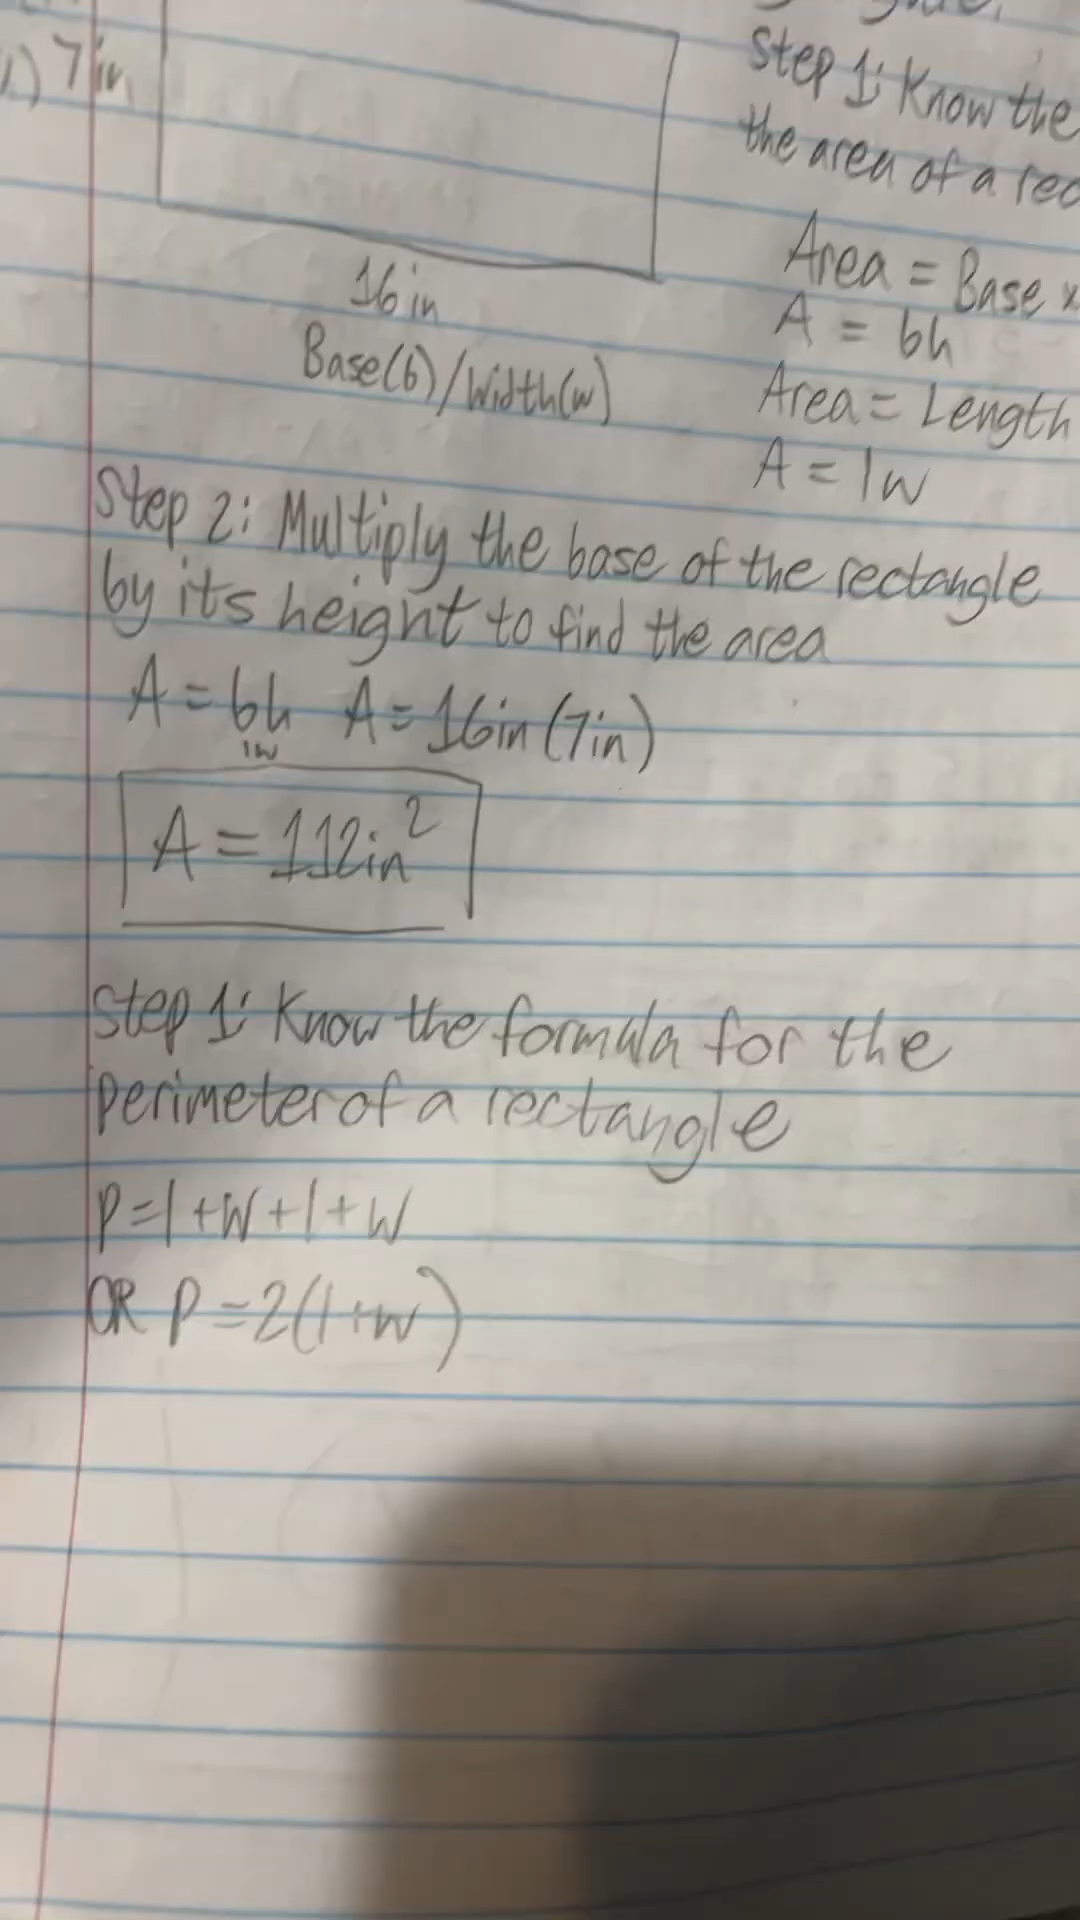 1.) 7in
Step 1: Know the
the area of a rec
16in
Base(b)/Width(w)
Area = Base x
A = bh
Area = Length
A = lw
Step 2: Multiply the base of the rectangle
by its height to find the area
A = bh A = 16in (7in)
lw
A = 112in²
Step 1: Know the formula for the
perimeter of a rectangle
P = l + w + l + w
OR P = 2(l + w)